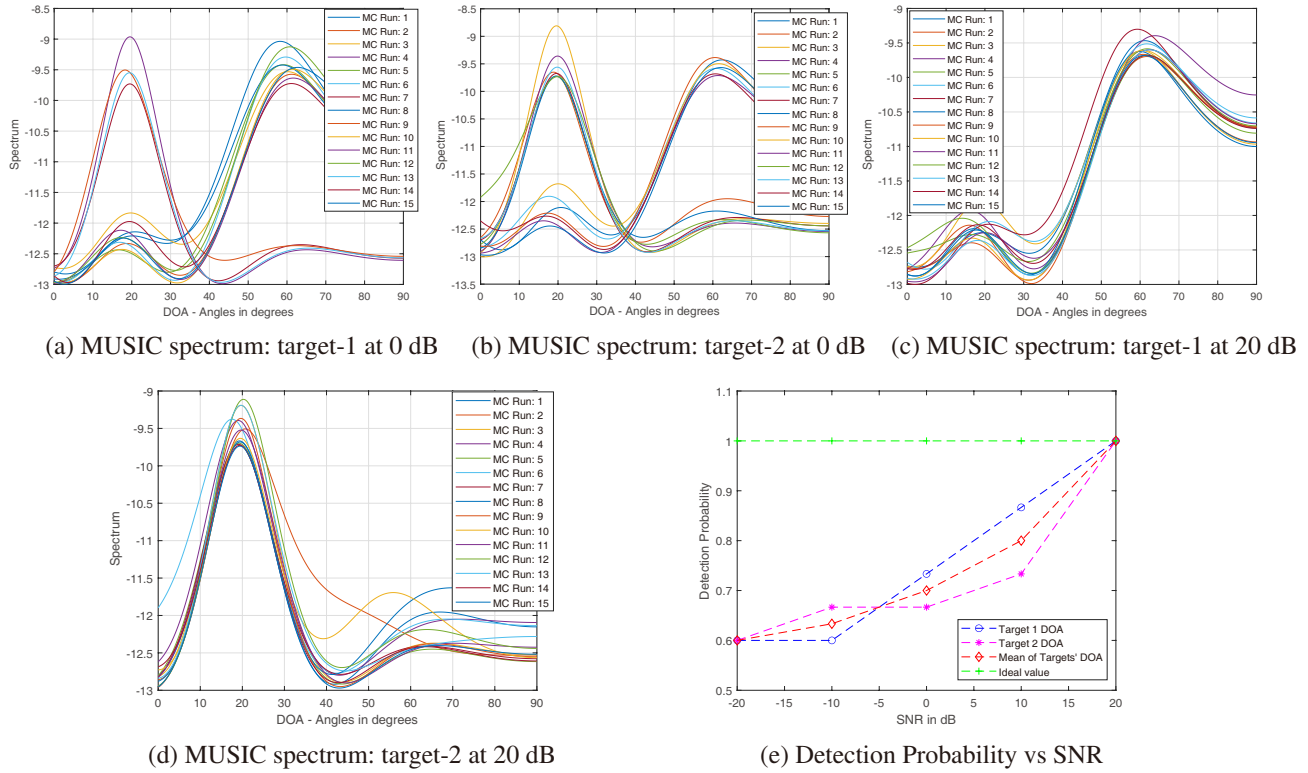 -8.5
-9
-9.5
-10
-10.5
-11
-11.5
-12
-12.5
-13
Spectrum
0 10 20 30 40 50 60 70 80 90
DOA - Angles in degrees
MC Run: 1
MC Run: 2
MC Run: 3
MC Run: 4
MC Run: 5
MC Run: 6
MC Run: 7
MC Run: 8
MC Run: 9
MC Run: 10
MC Run: 11
MC Run: 12
MC Run: 13
MC Run: 14
MC Run: 15
(a) MUSIC spectrum: target-1 at 0 dB
-8.5
-9
-9.5
-10
-10.5
-11
-11.5
-12
-12.5
-13
-13.5
Spectrum
0 10 20 30 40 50 60 70 80 90
DOA - Angles in degrees
MC Run: 1
MC Run: 2
MC Run: 3
MC Run: 4
MC Run: 5
MC Run: 6
MC Run: 7
MC Run: 8
MC Run: 9
MC Run: 10
MC Run: 11
MC Run: 12
MC Run: 13
MC Run: 14
MC Run: 15
(b) MUSIC spectrum: target-2 at 0 dB
-9
-9.5
-10
-10.5
-11
-11.5
-12
-12.5
-13
Spectrum
0 10 20 30 40 50 60 70 80 90
DOA - Angles in degrees
MC Run: 1
MC Run: 2
MC Run: 3
MC Run: 4
MC Run: 5
MC Run: 6
MC Run: 7
MC Run: 8
MC Run: 9
MC Run: 10
MC Run: 11
MC Run: 12
MC Run: 13
MC Run: 14
MC Run: 15
(c) MUSIC spectrum: target-1 at 20 dB
-9
-9.5
-10
-10.5
-11
-11.5
-12
-12.5
-13
Spectrum
0 10 20 30 40 50 60 70 80 90
DOA - Angles in degrees
MC Run: 1
MC Run: 2
MC Run: 3
MC Run: 4
MC Run: 5
MC Run: 6
MC Run: 7
MC Run: 8
MC Run: 9
MC Run: 10
MC Run: 11
MC Run: 12
MC Run: 13
MC Run: 14
MC Run: 15
(d) MUSIC spectrum: target-2 at 20 dB
1.1
1
0.9
0.8
0.7
0.6
0.5
Detection Probability
-20 -15 -10 -5 0 5 10 15 20
SNR in dB
Target 1 DOA
Target 2 DOA
Mean of Targets' DOA
Ideal value
(e) Detection Probability vs SNR